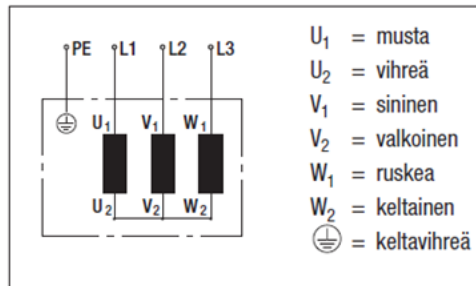 PE L1 L2 L3
U₁ V₁ W₁
U₂ V₂ W₂
U₁ = musta
U₂ = vihreä
V₁ = sininen
V₂ = valkoinen
W₁ = ruskea
W₂ = keltainen
⏚ = keltavihreä